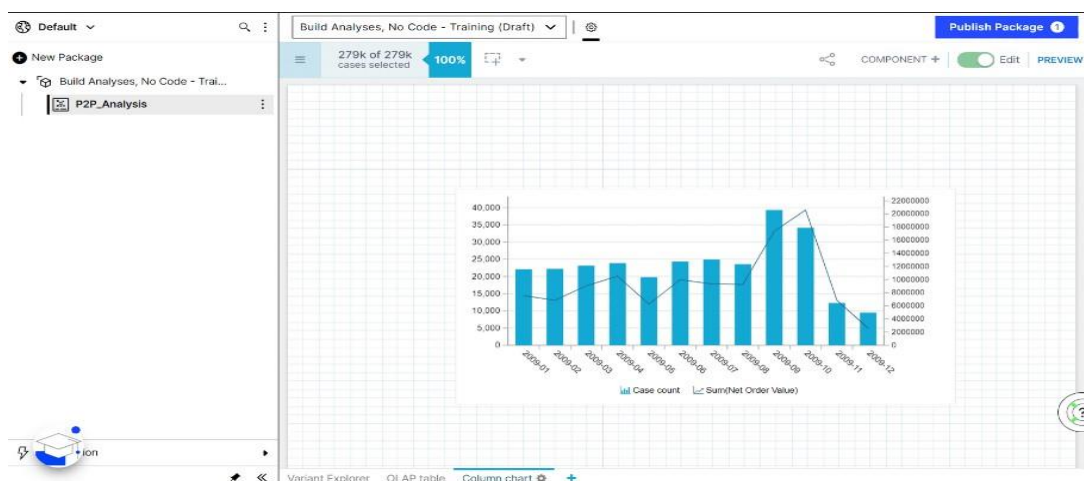 Default
New Package
Build Analyses, No Code - Trai...
P2P_Analysis
ion
Build Analyses, No Code - Training (Draft)
Publish Package 1
279k of 279k
cases selected
100%
COMPONENT +
Edit
PREVIEW
40,000
35,000
30,000
25,000
20,000
15,000
10,000
5,000
0
22000000
20000000
18000000
16000000
14000000
12000000
10000000
8000000
6000000
4000000
2000000
0
2009-01
2009-02
2009-03
2009-04
2009-05
2009-06
2009-07
2009-08
2009-09
2009-10
2009-11
2009-12
Case count Sum(Net Order Value)
?
Variant Explorer OLAP table Column chart +